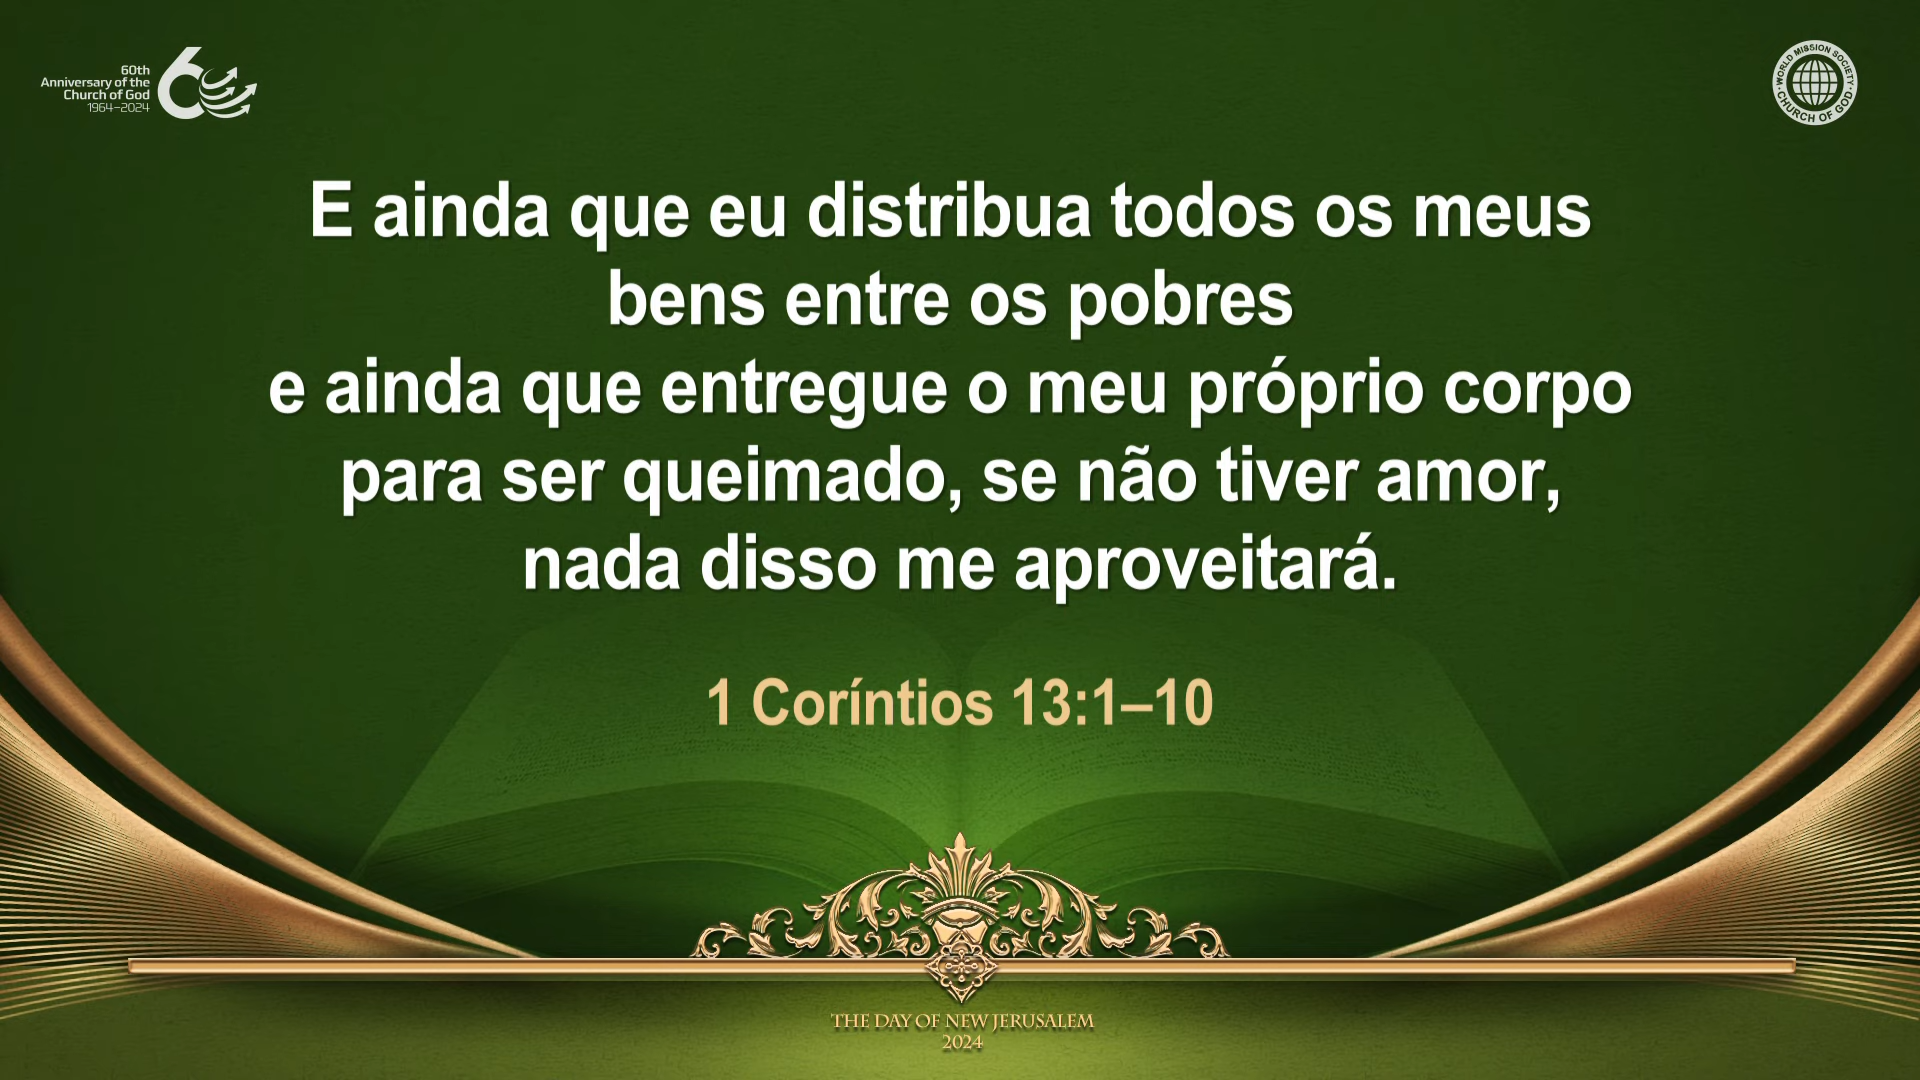 60th
Anniversary of the
Church of God
1964–2024
WORLD MISSION SOCIETY
CHURCH OF GOD
E ainda que eu distribua todos os meus
bens entre os pobres
e ainda que entregue o meu próprio corpo
para ser queimado, se não tiver amor,
nada disso me aproveitará.
1 Coríntios 13:1–10
THE DAY OF NEW JERUSALEM
2024